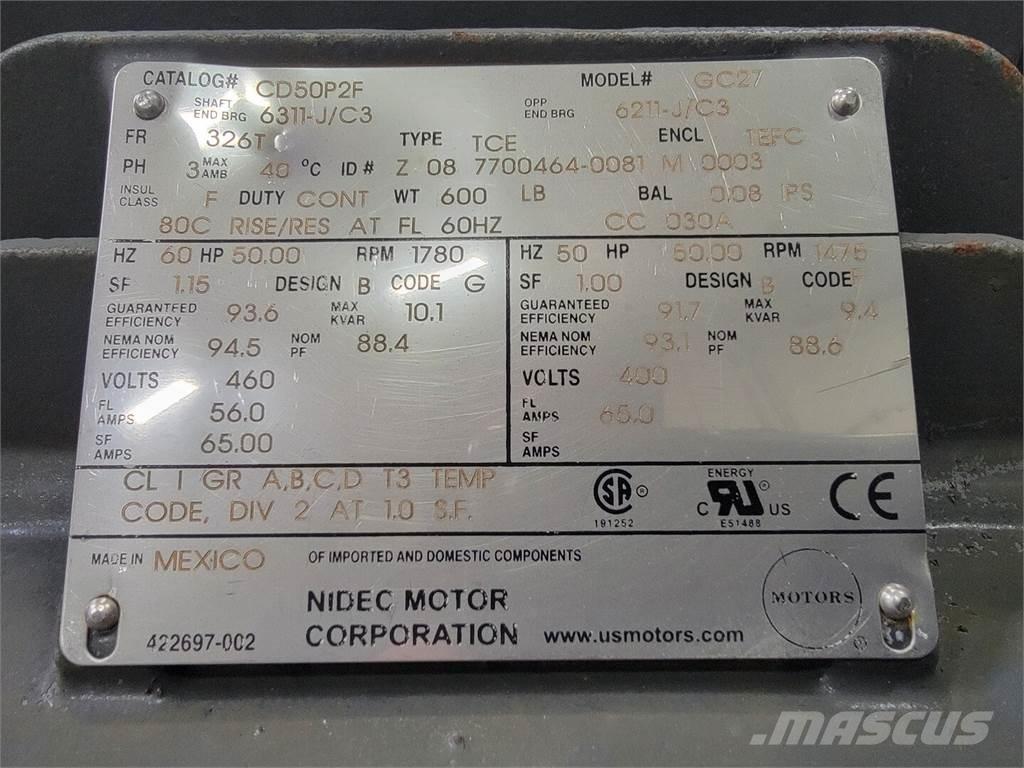 CATALOG# CD50P2F MODEL# GC27
SHAFT END BRG 6311-J/C3 OPP END BRG 6211-J/C3
FR 326T TYPE TCE ENCL TEFC
PH 3 MAX AMB 40 °C ID # Z 08 7700464-0081 M 0003
INSUL CLASS F DUTY CONT WT 600 LB BAL 0.08 IPS
80C RISE/RES AT FL 60HZ CC 030A
HZ 60 HP 50.00 RPM 1780
SF 1.15 DESIGN B CODE G
GUARANTEED EFFICIENCY 93.6 MAX KVAR 10.1
NEMA NOM EFFICIENCY 94.5 NOM PF 88.4
VOLTS 460
FL AMPS 56.0
SF AMPS 65.00
HZ 50 HP 50.00 RPM 1475
SF 1.00 DESIGN B CODE F
GUARANTEED EFFICIENCY 91.7 MAX KVAR 9.4
NEMA NOM EFFICIENCY 93.1 NOM PF 88.6
VOLTS 400
FL AMPS 65.0
SF AMPS
CL I GR A,B,C,D T3 TEMP
CODE, DIV 2 AT 1.0 S.F.
SA ®
191252
ENERGY
C RU US
E51488
CE
MADE IN MEXICO OF IMPORTED AND DOMESTIC COMPONENTS
NIDEC MOTOR
CORPORATION www.usmotors.com
422697-002
MOTORS
®
MASCUS